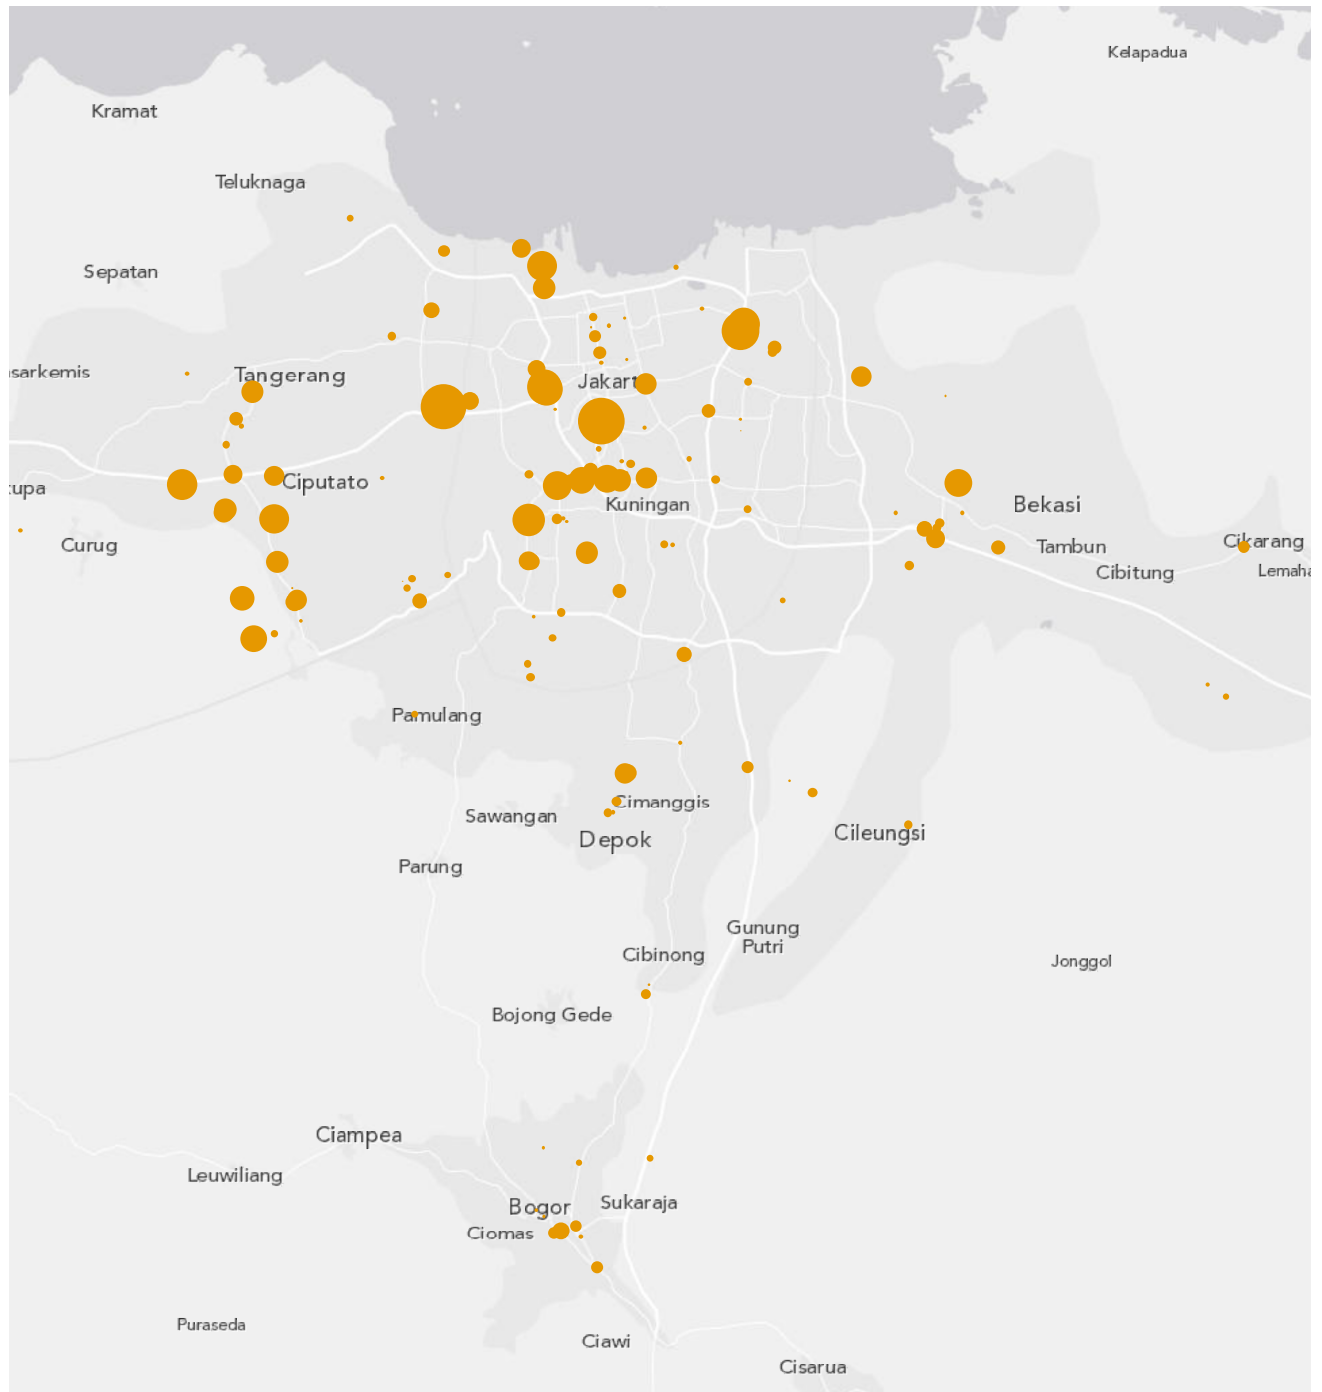 Kelapadua
Kramat
Teluknaga
Sepatan
sarkemis
Tangerang
Jakart
Ciputato
upa
Kuningan
Bekasi
Curug
Tambun
Cikarang
Cibitung
Lemaha
Pamulang
Cimanggis
Sawangan
Depok
Cileungsi
Parung
Gunung
Putri
Cibinong
Jonggol
Bojong Gede
Ciampea
Leuwiliang
Sukaraja
Bogor
Ciomas
Puraseda
Ciawi
Cisarua